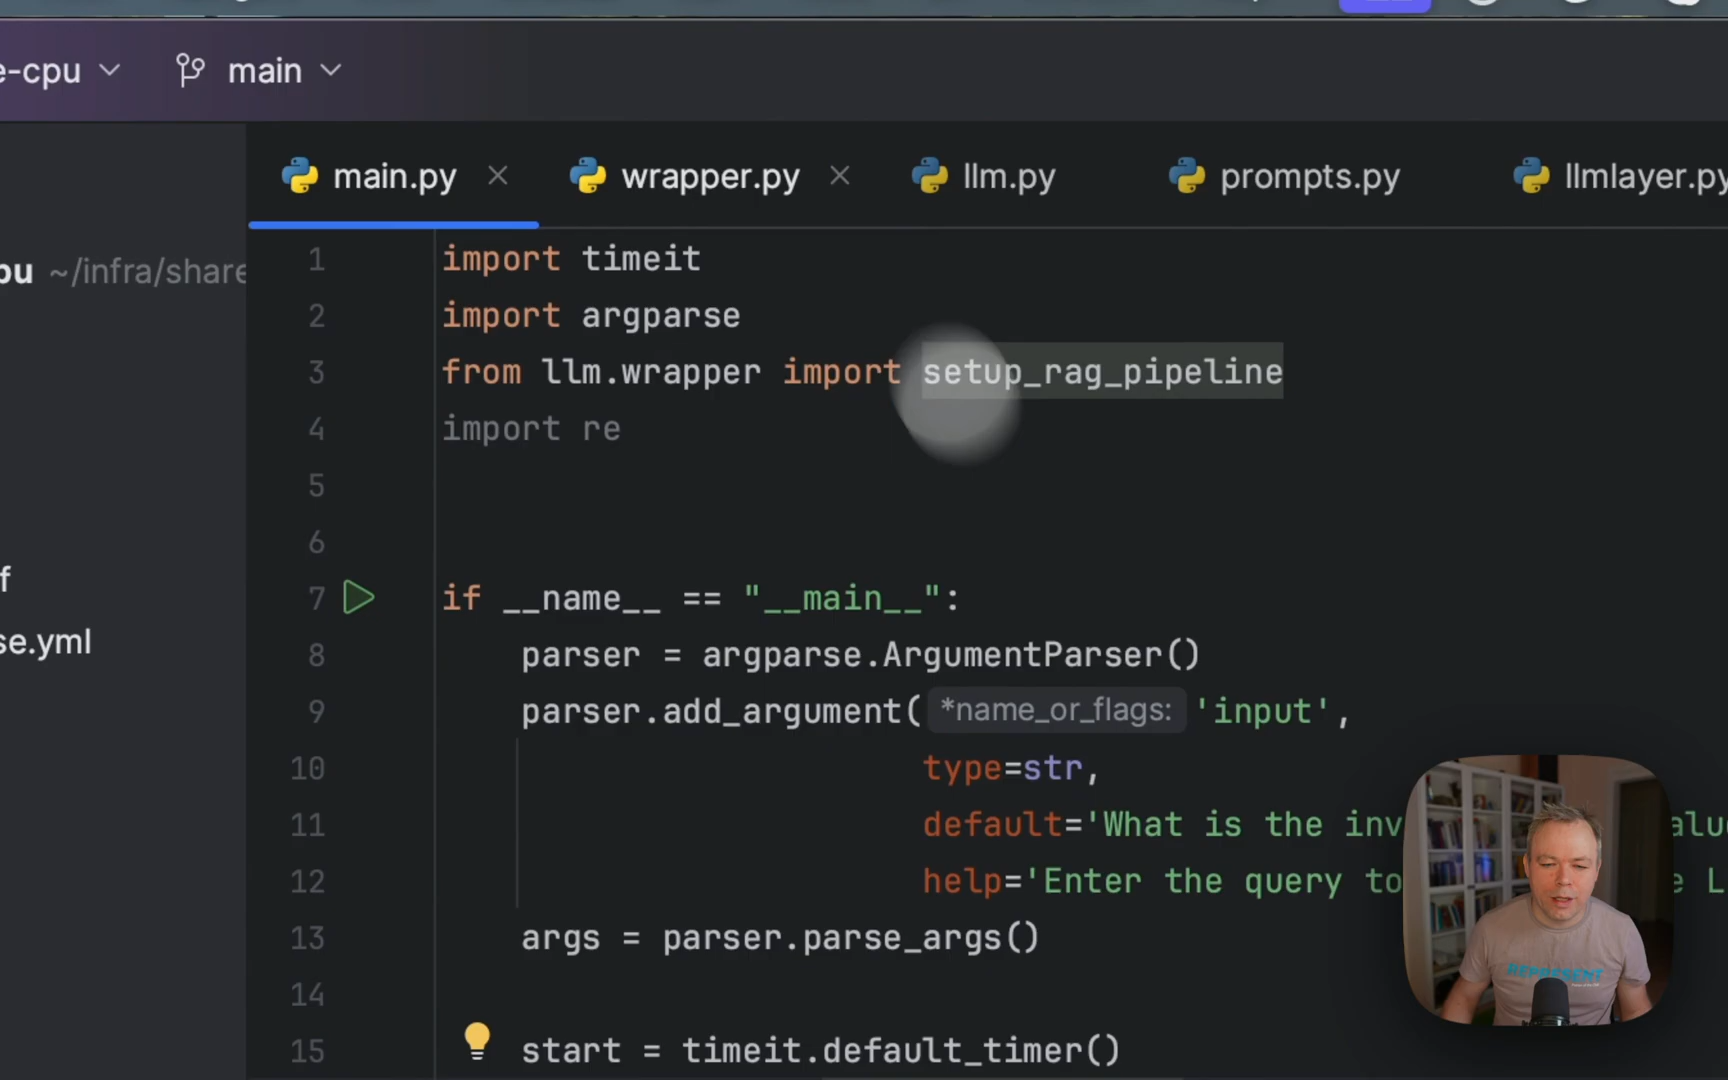 e-cpu main
main.py wrapper.py llm.py prompts.py llmlayer.py
~/infra/share
se.yml
1 import timeit
2 import argparse
3 from llm.wrapper import setup_rag_pipeline
4 import re
5
6
7 if __name__ == "__main__":
8 parser = argparse.ArgumentParser()
9 parser.add_argument( *name_or_flags: 'input',
10 type=str,
11 default='What is the inv alu
12 help='Enter the query to e L
13 args = parser.parse_args()
14
15 start = timeit.default_timer()
REPRESENT